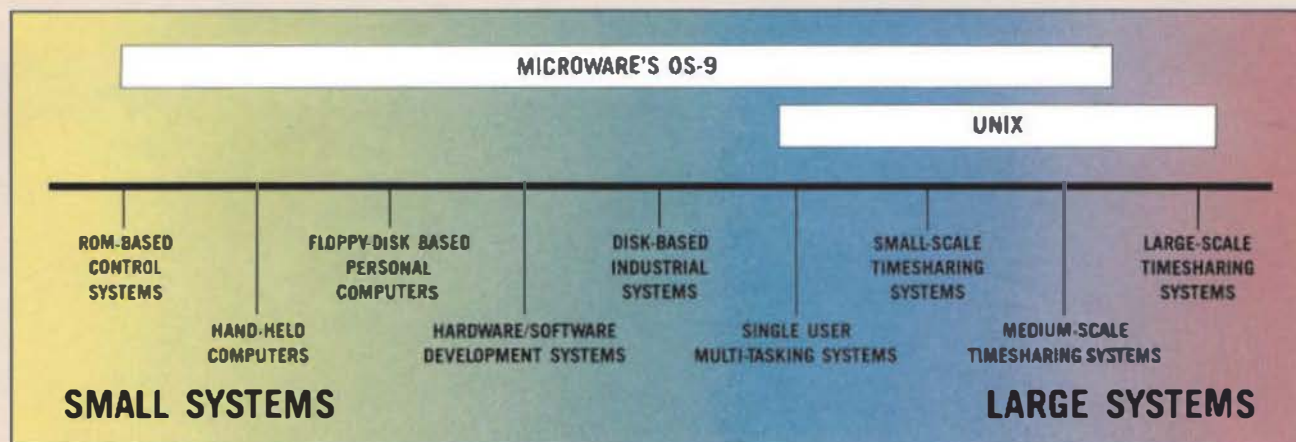 MICROWARE'S OS-9
UNIX
ROM-BASED
CONTROL
SYSTEMS
HAND-HELD
COMPUTERS
FLOPPY-DISK BASED
PERSONAL
COMPUTERS
HARDWARE/SOFTWARE
DEVELOPMENT SYSTEMS
DISK-BASED
INDUSTRIAL
SYSTEMS
SINGLE USER
MULTI-TASKING SYSTEMS
SMALL-SCALE
TIMESHARING
SYSTEMS
MEDIUM-SCALE
TIMESHARING SYSTEMS
LARGE-SCALE
TIMESHARING
SYSTEMS
SMALL SYSTEMS
LARGE SYSTEMS